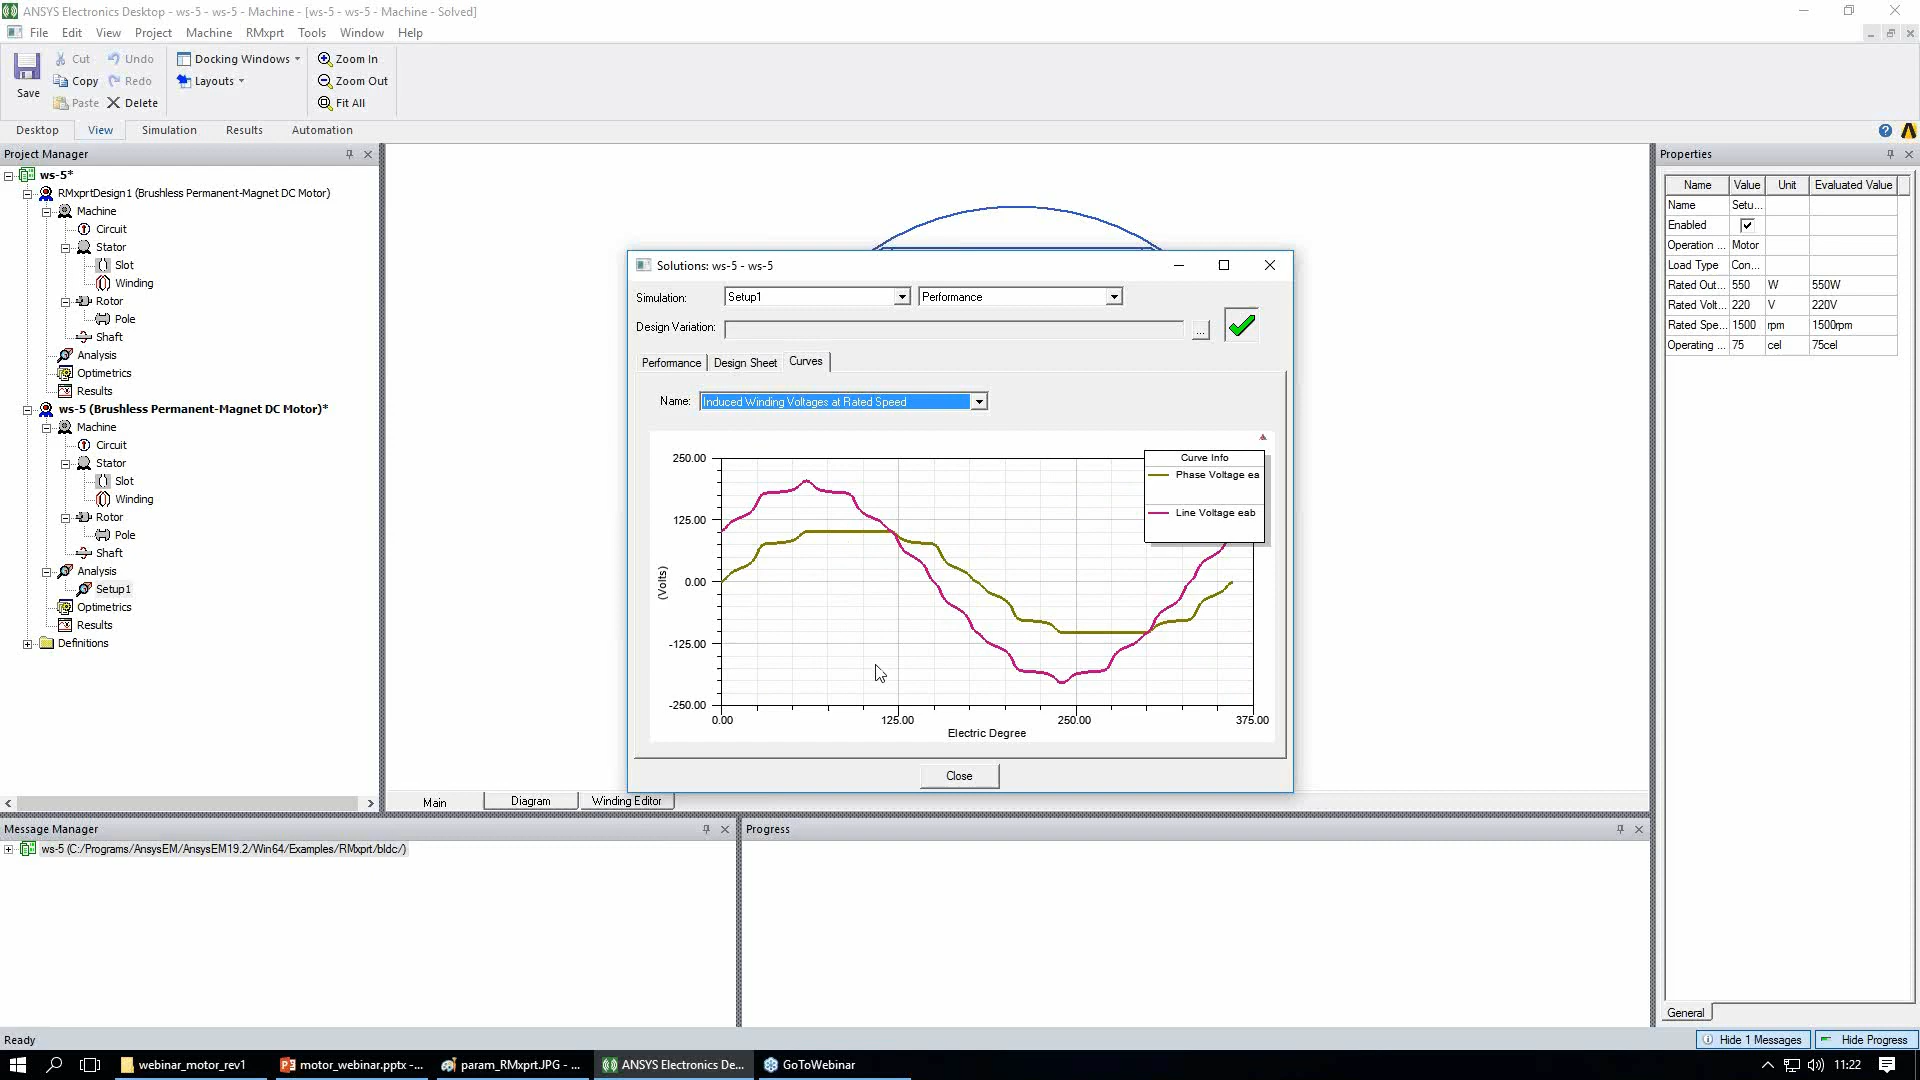 ANSYS Electronics Desktop - ws-5 - ws-5 - Machine - [ws-5 - ws-5 - Machine - Solved]
File Edit View Project Machine RMxprt Tools Window Help
Save
Cut Undo
Copy Redo
Paste Delete
Docking Windows
Layouts
Zoom In
Zoom Out
Fit All
Desktop View Simulation Results Automation
Project Manager
ws-5*
RMxprtDesign1 (Brushless Permanent-Magnet DC Motor)
Machine
Circuit
Stator
Slot
Winding
Rotor
Pole
Shaft
Analysis
Optimetrics
Results
ws-5 (Brushless Permanent-Magnet DC Motor)*
Machine
Circuit
Stator
Slot
Winding
Rotor
Pole
Shaft
Analysis
Setup1
Optimetrics
Results
Definitions
Solutions: ws-5 - ws-5
Simulation: Setup1 Performance
Design Variation: ...
Performance Design Sheet Curves
Name: Induced Winding Voltages at Rated Speed
Curve Info
Phase Voltage ea
Line Voltage eab
250.00
125.00
0.00
-125.00
-250.00
(Volts)
0.00 125.00 250.00 375.00
Electric Degree
Close
Main Diagram Winding Editor
Properties
Name Value Unit Evaluated Value
Name Setu...
Enabled
Operation ... Motor
Load Type Con...
Rated Out... 550 W 550W
Rated Volt... 220 V 220V
Rated Spe... 1500 rpm 1500rpm
Operating ... 75 cel 75cel
General
Message Manager
ws-5 (C:/Programs/AnsysEM/AnsysEM19.2/Win64/Examples/RMxprt/bldc/)
Progress
Ready
Hide 1 Messages Hide Progress
webinar_motor_rev1 motor_webinar.pptx -... param_RMxprt.JPG - ... ANSYS Electronics De... GoToWebinar 11:22